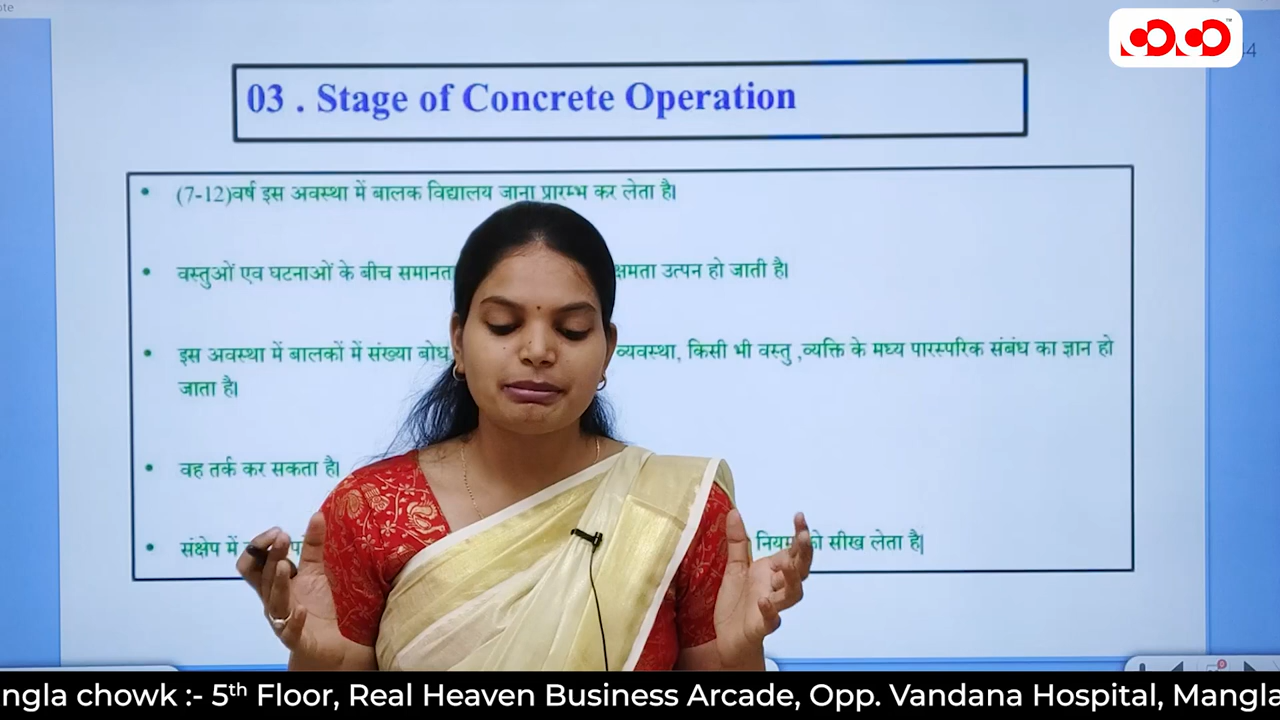 03 . Stage of Concrete Operation
• (7-12)वर्ष इस अवस्था में बालक विद्यालय जाना प्रारम्भ कर लेता है।
• वस्तुओं एव घटनाओं के बीच समानता क्षमता उत्पन हो जाती है।
• इस अवस्था में बालकों में संख्या बोध व्यवस्था, किसी भी वस्तु ,व्यक्ति के मध्य पारस्परिक संबंध का ज्ञान हो
जाता है।
• वह तर्क कर सकता है।
• संक्षेप में नियमों को सीख लेता है|
ngla chowk :- 5th Floor, Real Heaven Business Arcade, Opp. Vandana Hospital, Mangla